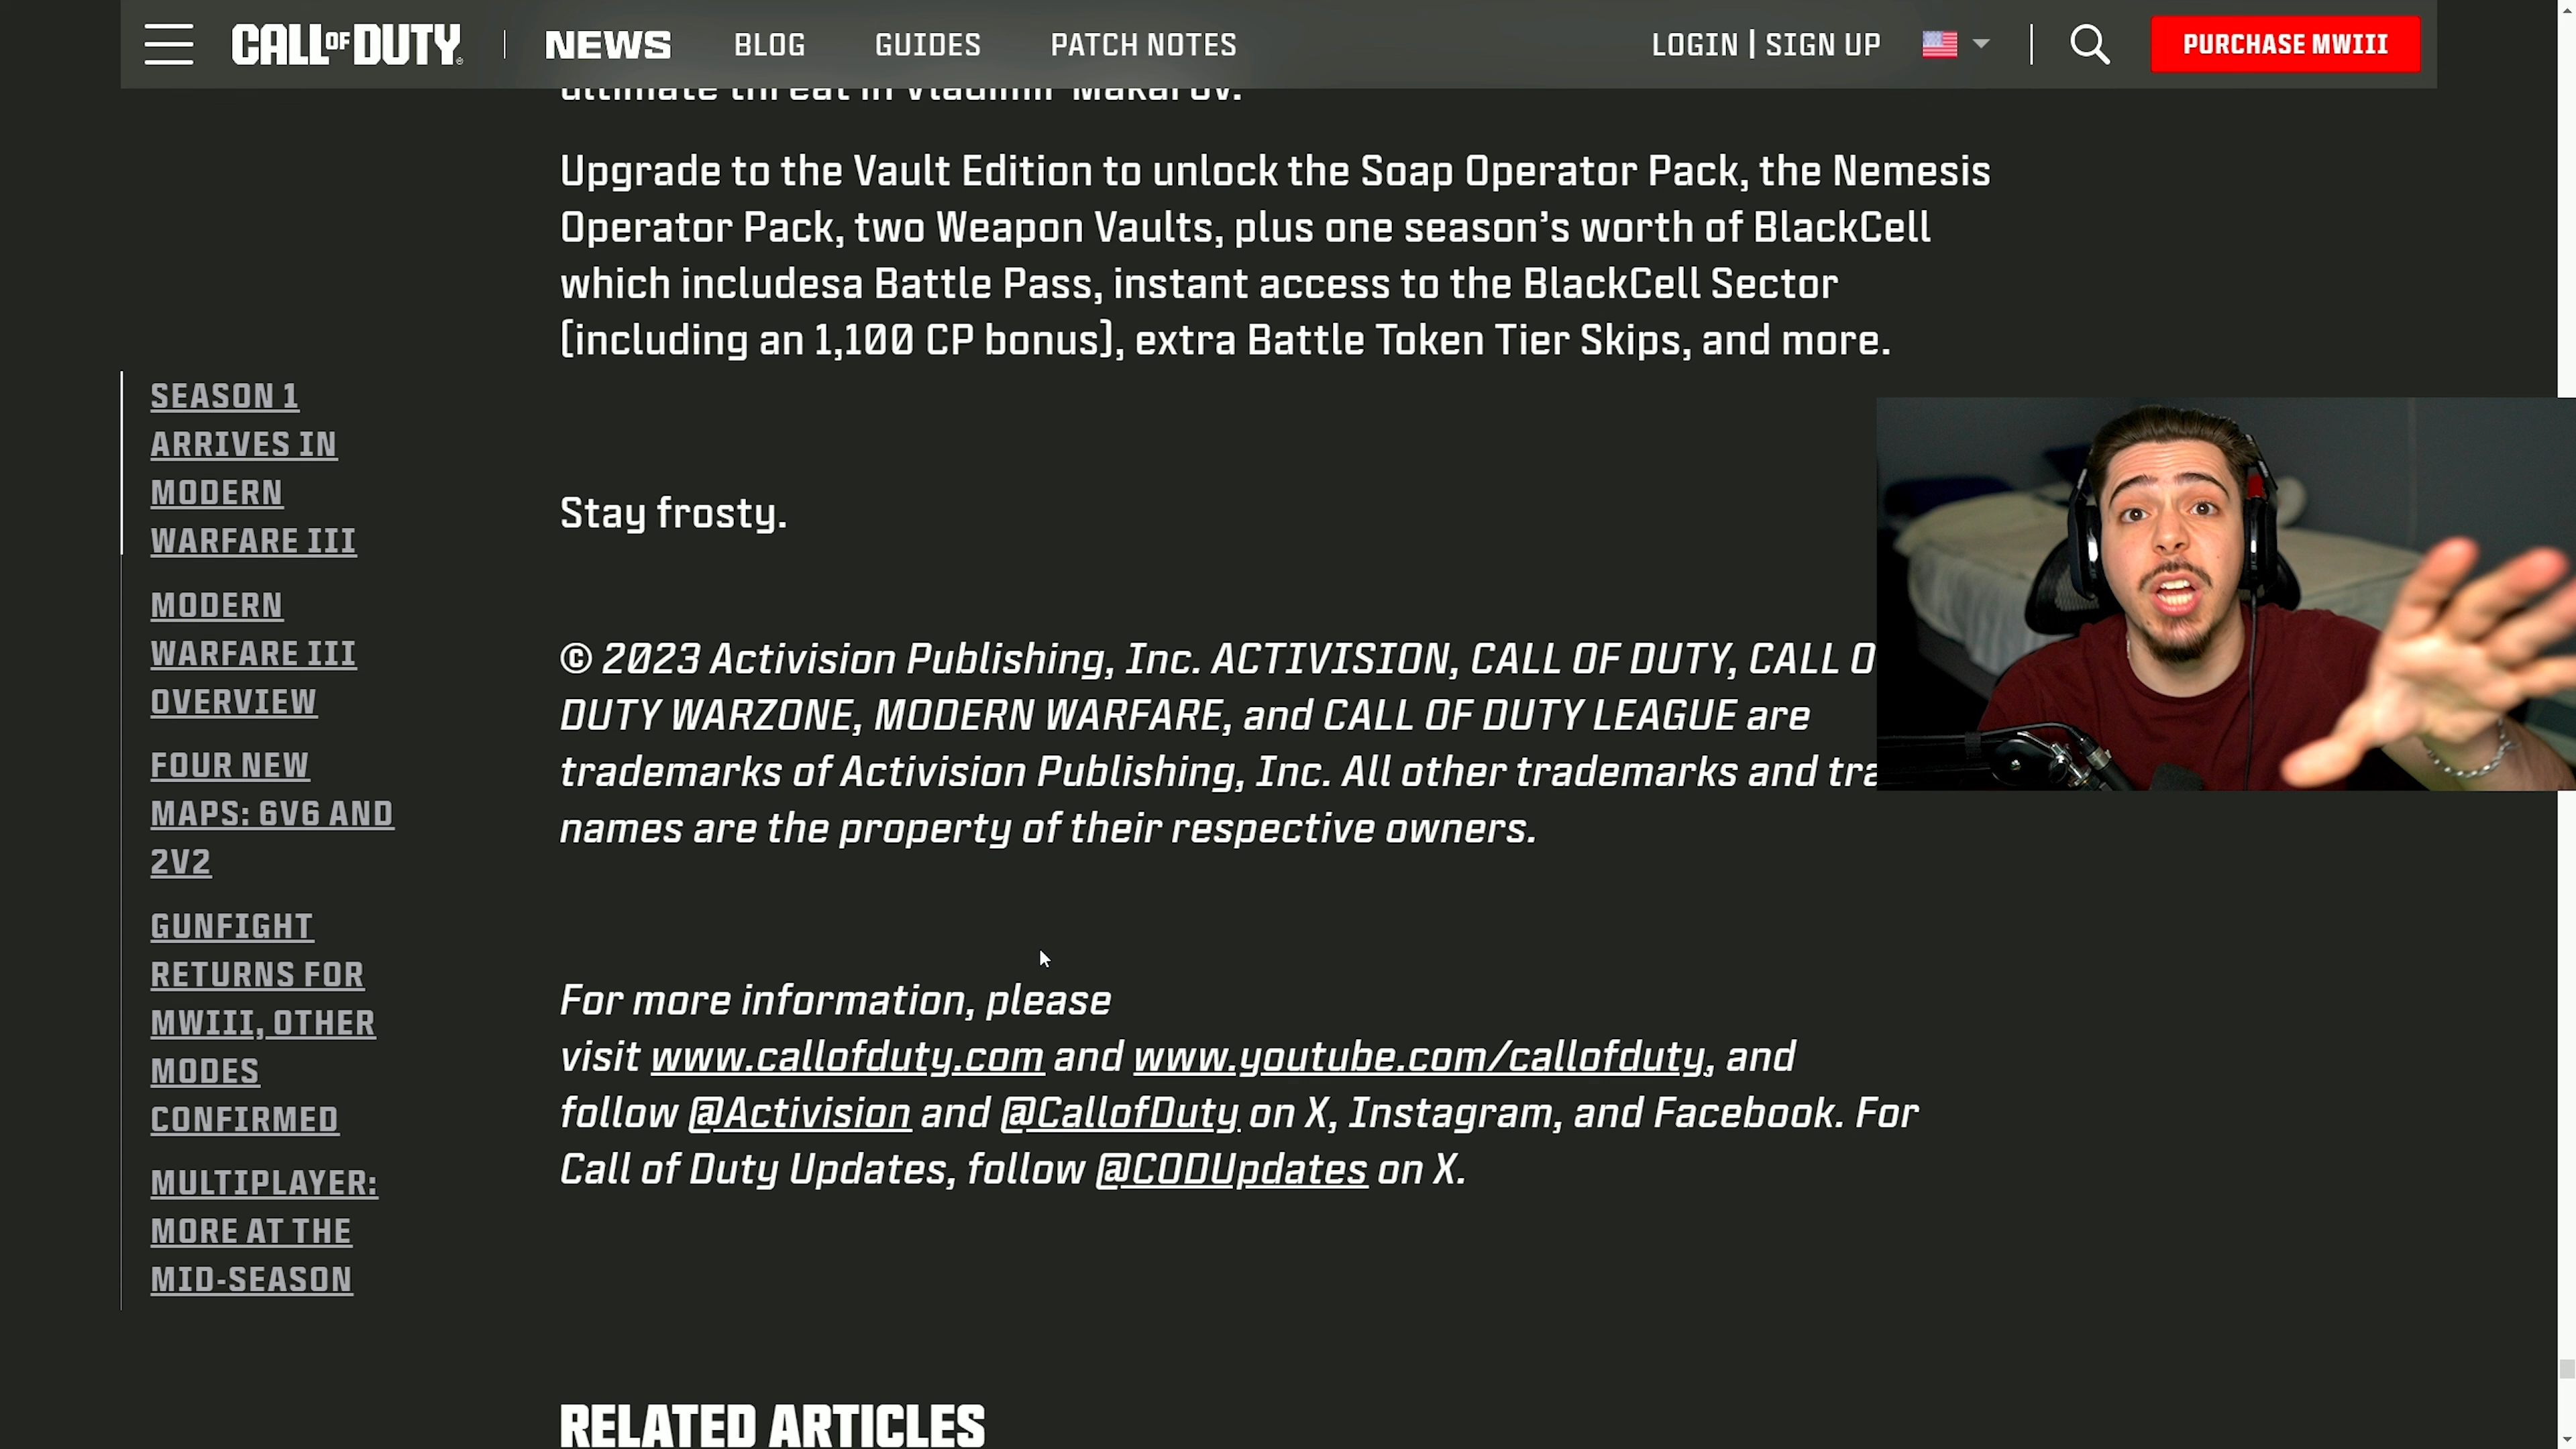 CALL OF DUTY
NEWS
BLOG
GUIDES
PATCH NOTES
LOGIN | SIGN UP
PURCHASE MWIII
ultimate threat in Vladimir Makarov.
Upgrade to the Vault Edition to unlock the Soap Operator Pack, the Nemesis
Operator Pack, two Weapon Vaults, plus one season’s worth of BlackCell
which includesa Battle Pass, instant access to the BlackCell Sector
(including an 1,100 CP bonus), extra Battle Token Tier Skips, and more.
Stay frosty.
© 2023 Activision Publishing, Inc. ACTIVISION, CALL OF DUTY, CALL O
DUTY WARZONE, MODERN WARFARE, and CALL OF DUTY LEAGUE are
trademarks of Activision Publishing, Inc. All other trademarks and tra
names are the property of their respective owners.
For more information, please
visit www.callofduty.com and www.youtube.com/callofduty, and
follow @Activision and @CallofDuty on X, Instagram, and Facebook. For
Call of Duty Updates, follow @CODUpdates on X.
RELATED ARTICLES
SEASON 1
ARRIVES IN
MODERN
WARFARE III
MODERN
WARFARE III
OVERVIEW
FOUR NEW
MAPS: 6V6 AND
2V2
GUNFIGHT
RETURNS FOR
MWIII, OTHER
MODES
CONFIRMED
MULTIPLAYER:
MORE AT THE
MID-SEASON